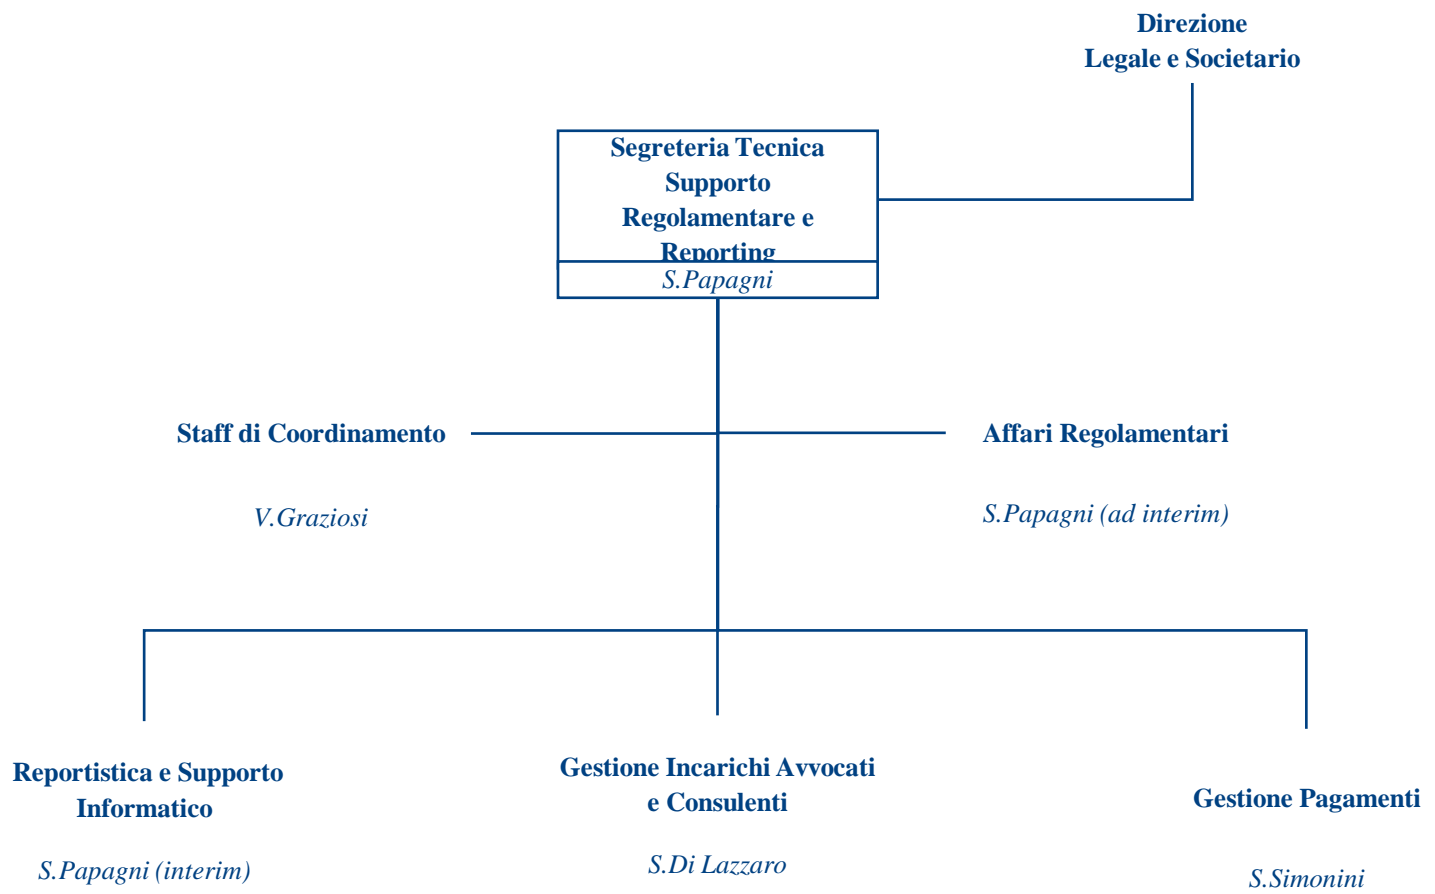 Direzione
Legale e Societario
Segreteria Tecnica
Supporto
Regolamentare e
Reporting
S.Papagni
Staff di Coordinamento
Affari Regolamentari
V.Graziosi
S.Papagni (ad interim)
Reportistica e Supporto
Informatico
S.Papagni (interim)
Gestione Incarichi Avvocati
e Consulenti
S.Di Lazzaro
Gestione Pagamenti
S.Simonini